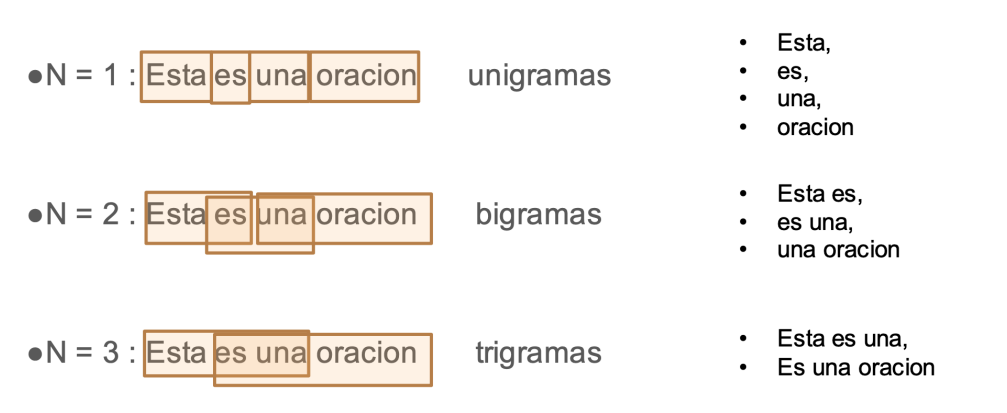 ●N = 1 : Esta es una oracion unigramas
• Esta,
• es,
• una,
• oracion
●N = 2 : Esta es una oracion bigramas
• Esta es,
• es una,
• una oracion
●N = 3 : Esta es una oracion trigramas
• Esta es una,
• Es una oracion